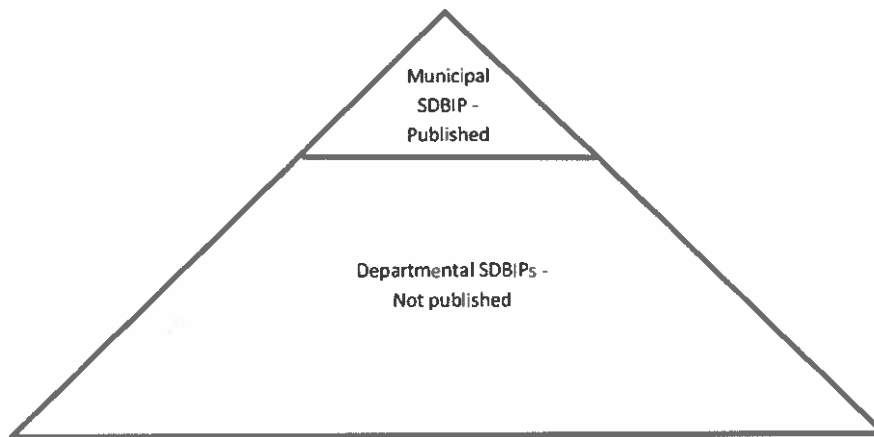 Municipal
SDBIP -
Published
Departmental SDBIPs -
Not published